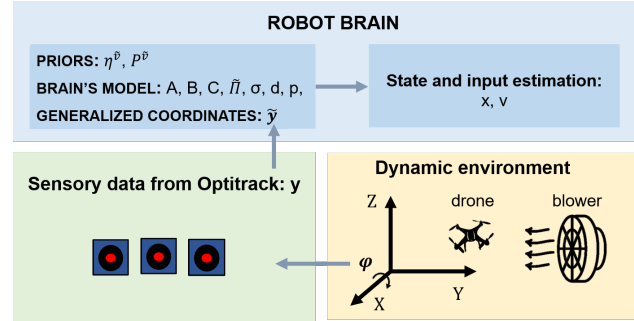 ROBOT BRAIN
PRIORS: η^ṽ, P^ṽ
BRAIN'S MODEL: A, B, C, Π̃, σ, d, p,
GENERALIZED COORDINATES: ỹ
State and input estimation:
x, v
Sensory data from Optitrack: y
Dynamic environment
Z
drone
blower
φ
X
Y